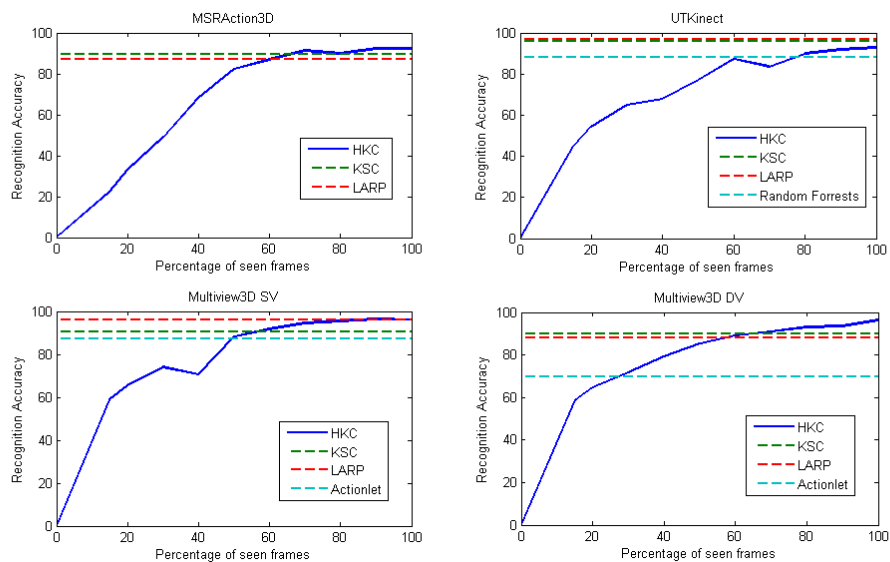 MSRAction3D
Recognition Accuracy
100
80
60
40
20
0
0 20 40 60 80 100
Percentage of seen frames
HKC
KSC
LARP
UTKinect
Recognition Accuracy
100
80
60
40
20
0
0 20 40 60 80 100
Percentage of seen frames
HKC
KSC
LARP
Random Forrests
Multiview3D SV
Recognition Accuracy
100
80
60
40
20
0
0 20 40 60 80 100
Percentage of seen frames
HKC
KSC
LARP
Actionlet
Multiview3D DV
Recognition Accuracy
100
80
60
40
20
0
0 20 40 60 80 100
Percentage of seen frames
HKC
KSC
LARP
Actionlet